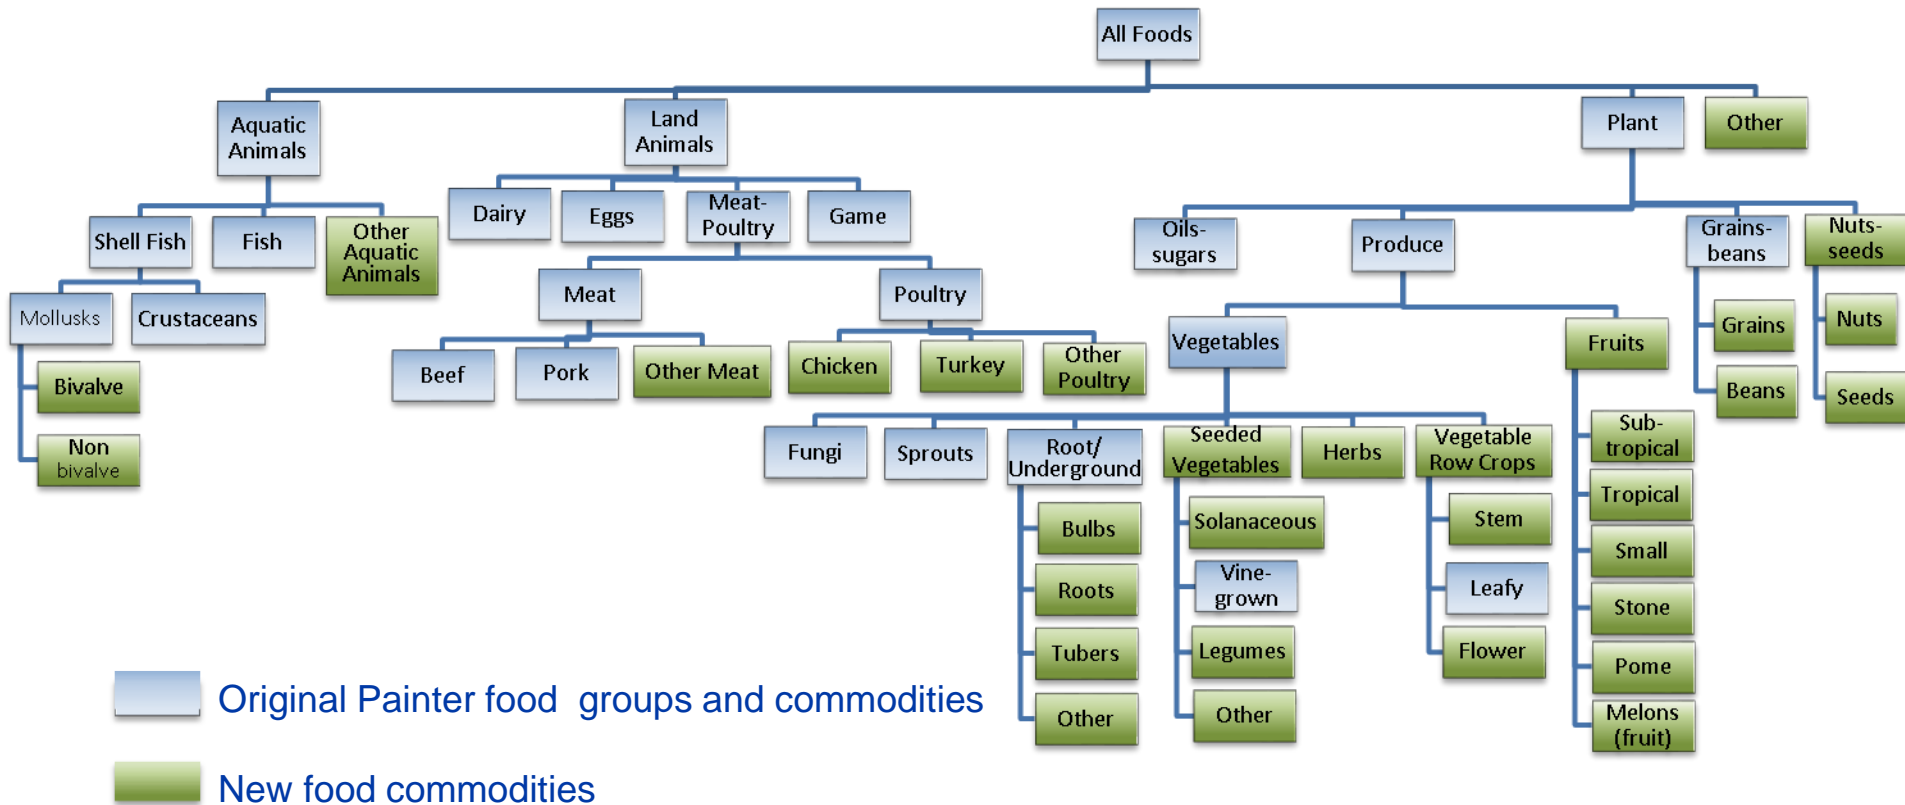 All Foods
Aquatic
Animals
Land
Animals
Plant
Other
Shell Fish
Fish
Other
Aquatic
Animals
Dairy
Eggs
Meat-
Poultry
Game
Oils-
sugars
Produce
Grains-
beans
Nuts-
seeds
Mollusks
Crustaceans
Meat
Poultry
Vegetables
Fruits
Grains
Nuts
Bivalve
Non
bivalve
Beef
Pork
Other Meat
Chicken
Turkey
Other
Poultry
Beans
Seeds
Fungi
Sprouts
Root/
Underground
Seeded
Vegetables
Herbs
Vegetable
Row Crops
Sub-
tropical
Tropical
Small
Stone
Pome
Melons
(fruit)
Bulbs
Roots
Tubers
Other
Solanaceous
Vine-
grown
Legumes
Other
Stem
Leafy
Flower
Original Painter food groups and commodities
New food commodities